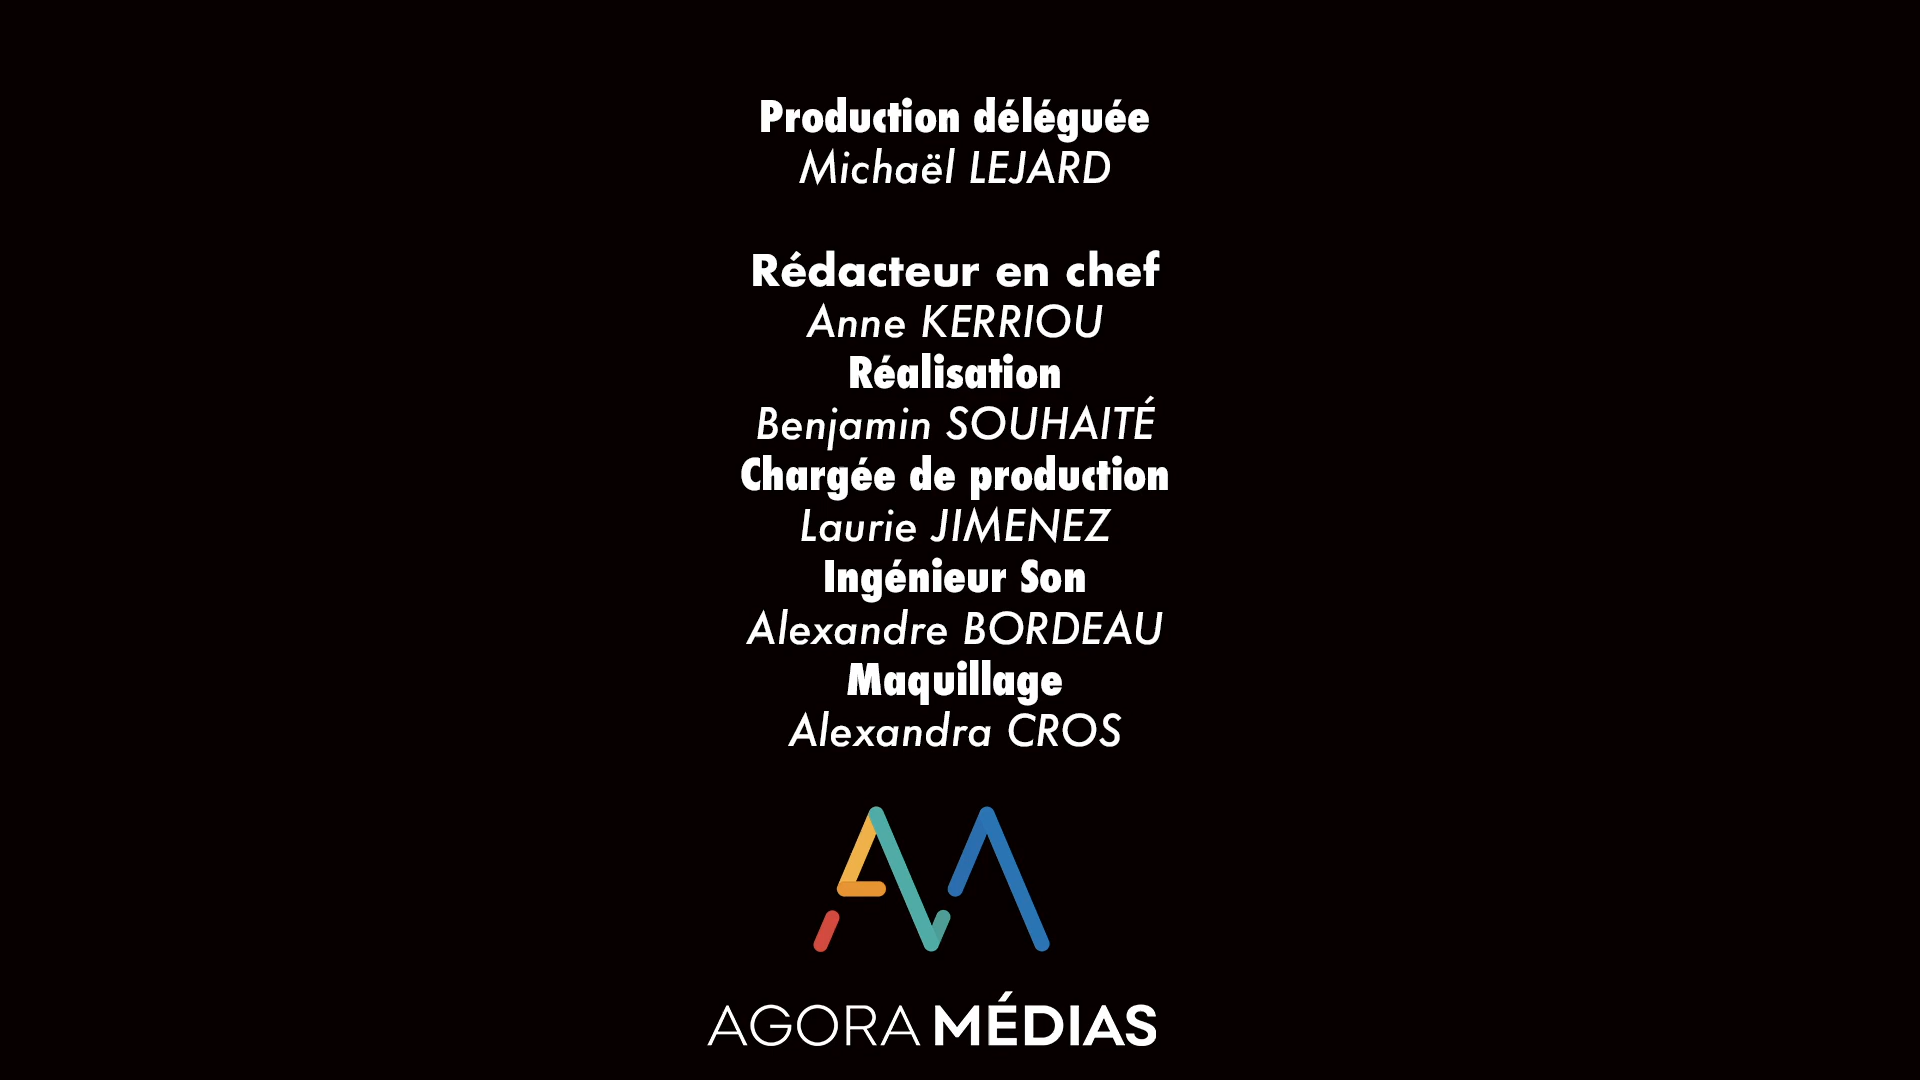 Production déléguée
Michaël LEJARD
Rédacteur en chef
Anne KERRIOU
Réalisation
Benjamin SOUHAITÉ
Chargée de production
Laurie JIMENEZ
Ingénieur Son
Alexandre BORDEAU
Maquillage
Alexandra CROS
AGORA MÉDIAS